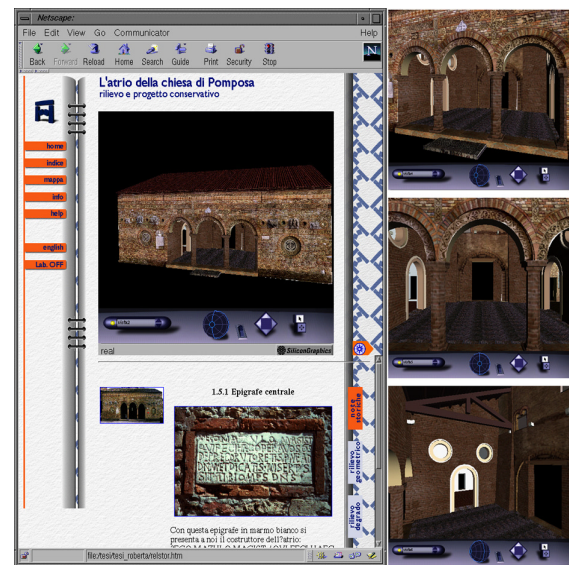 Netscape:
File Edit View Go Communicator Help
Back Forward Reload Home Search Guide Print Security Stop
N
L'atrio della chiesa di Pomposa
rilievo e progetto conservativo
home
indice
mappa
info
help
english
Lab. OFF
real
SiliconGraphics
1.5.1 Epigrafe centrale
note
storiche
rilievo
geometrico
rilievo
degrado
Con questa epigrafe in marmo bianco si
presenta a noi il costruttore dell?atrio:
file:/tesi/tesi_roberta/relstor.htm